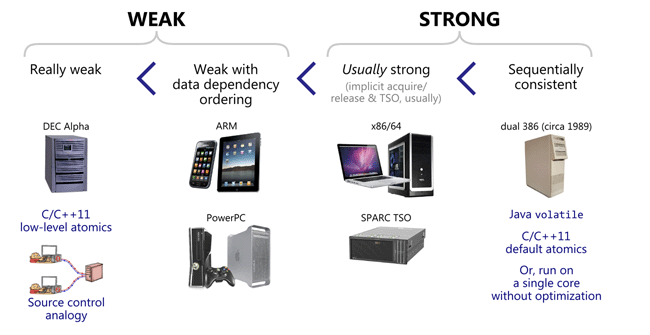 WEAK
STRONG
Really weak
Weak with
data dependency
ordering
Usually strong
(implicit acquire/
release & TSO, usually)
Sequentially
consistent
DEC Alpha
ARM
x86/64
dual 386 (circa 1989)
C/C++11
low-level atomics
PowerPC
SPARC TSO
Java volatile
C/C++11
default atomics
Or, run on
a single core
without optimization
Source control
analogy